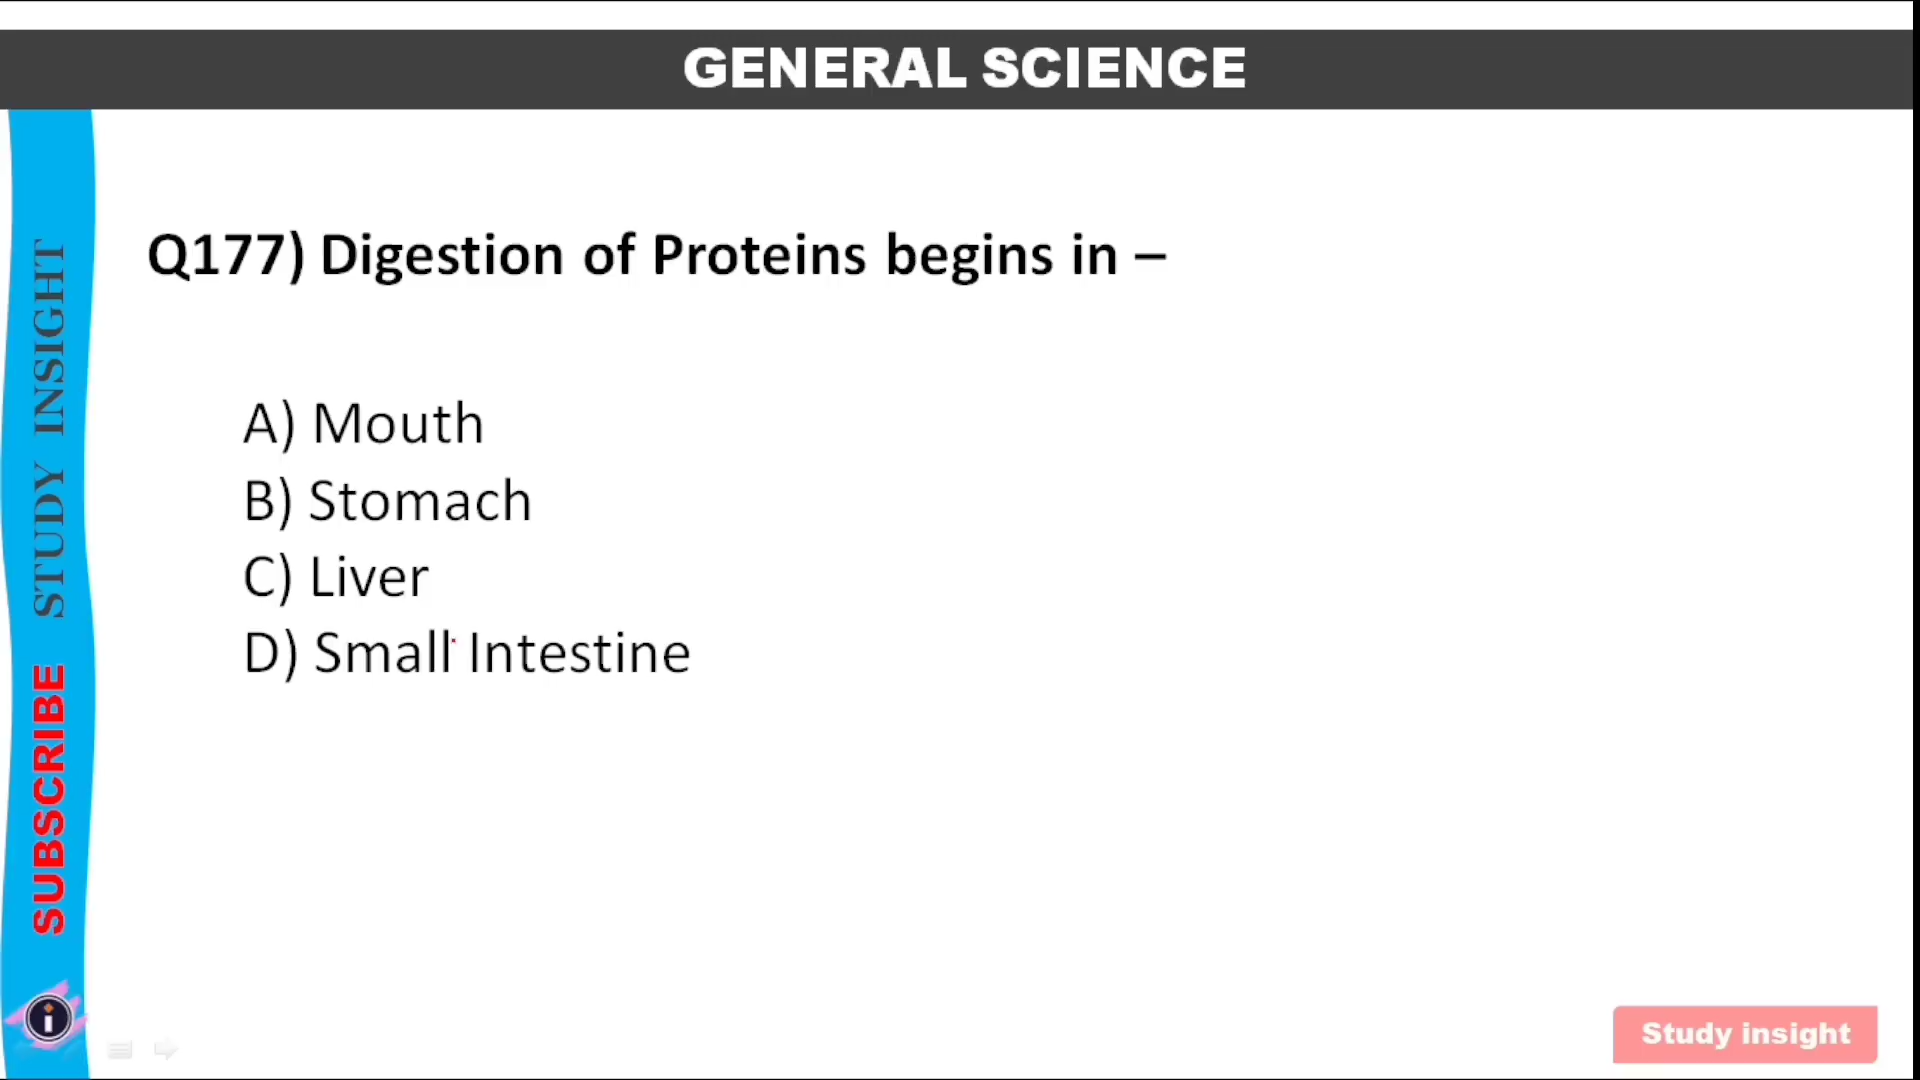 GENERAL SCIENCE
Q177) Digestion of Proteins begins in –
A) Mouth
B) Stomach
C) Liver
D) Small Intestine
SUBSCRIBE STUDY INSIGHT
i
Study insight